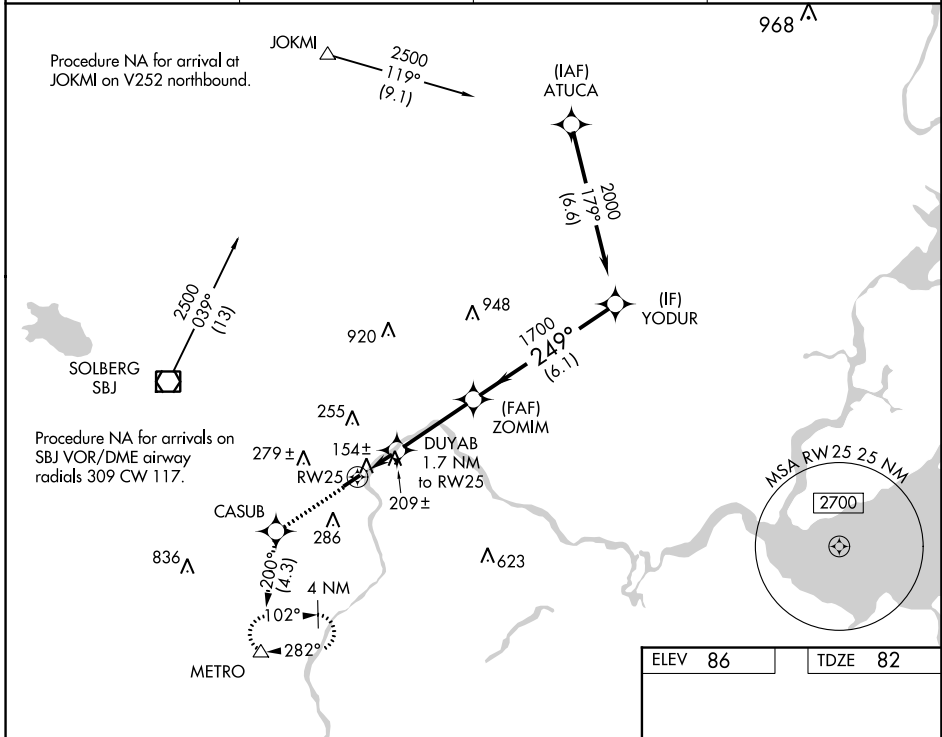 968
JOKMI
Procedure NA for arrival at
JOKMI on V252 northbound.
2500
119°
(9.1)
(IAF)
ATUCA
2000
179°
(6.6)
2500
039°
(13)
(IF)
YODUR
948
920
1700
249°
(6.1)
SOLBERG
SBJ
(FAF)
ZOMIM
255
Procedure NA for arrivals on
SBJ VOR/DME airway
radials 309 CW 117.
279±
154±
DUYAB
1.7 NM
to RW25
RW25
209±
MSA RW 25 25 NM
2700
CASUB
286
836
623
200°
(4.3)
4 NM
102°
282°
METRO
ELEV 86
TDZE 82